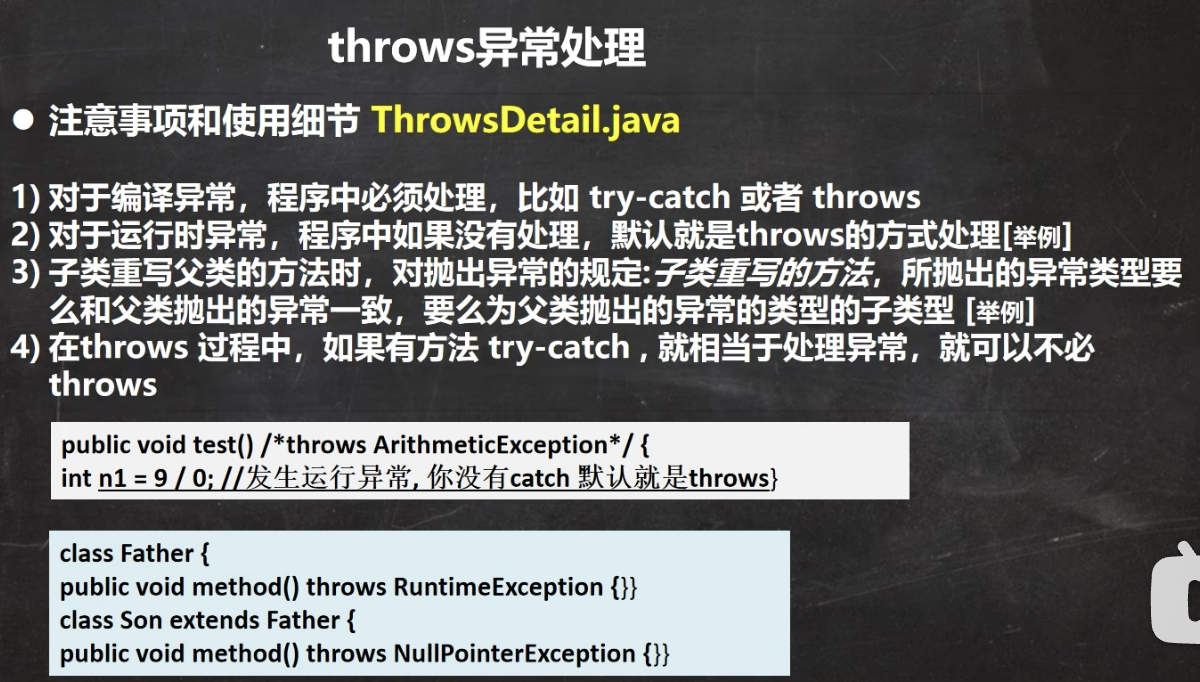 throws异常处理
● 注意事项和使用细节 ThrowsDetail.java
1) 对于编译异常，程序中必须处理，比如 try-catch 或者 throws
2) 对于运行时异常，程序中如果没有处理，默认就是throws的方式处理[举例]
3) 子类重写父类的方法时，对抛出异常的规定:子类重写的方法，所抛出的异常类型要
么和父类抛出的异常一致，要么为父类抛出的异常的类型的子类型 [举例]
4) 在throws 过程中，如果有方法 try-catch , 就相当于处理异常，就可以不必
throws
public void test() /*throws ArithmeticException*/ {
int n1 = 9 / 0; //发生运行异常, 你没有catch 默认就是throws}
class Father {
public void method() throws RuntimeException {}}
class Son extends Father {
public void method() throws NullPointerException {}}